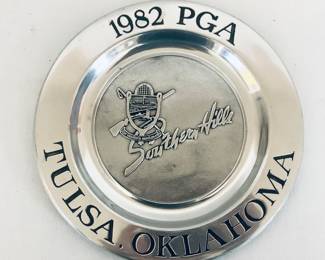 1982 PGA
Southern Hills
TULSA, OKLAHOMA